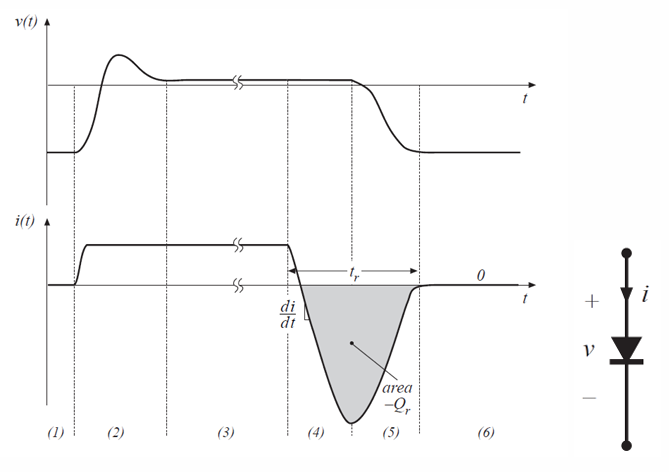 v(t)
t
i(t)
t_r
0
t
di
dt
area
–Q_r
(1)
(2)
(3)
(4)
(5)
(6)
+
i
v
–